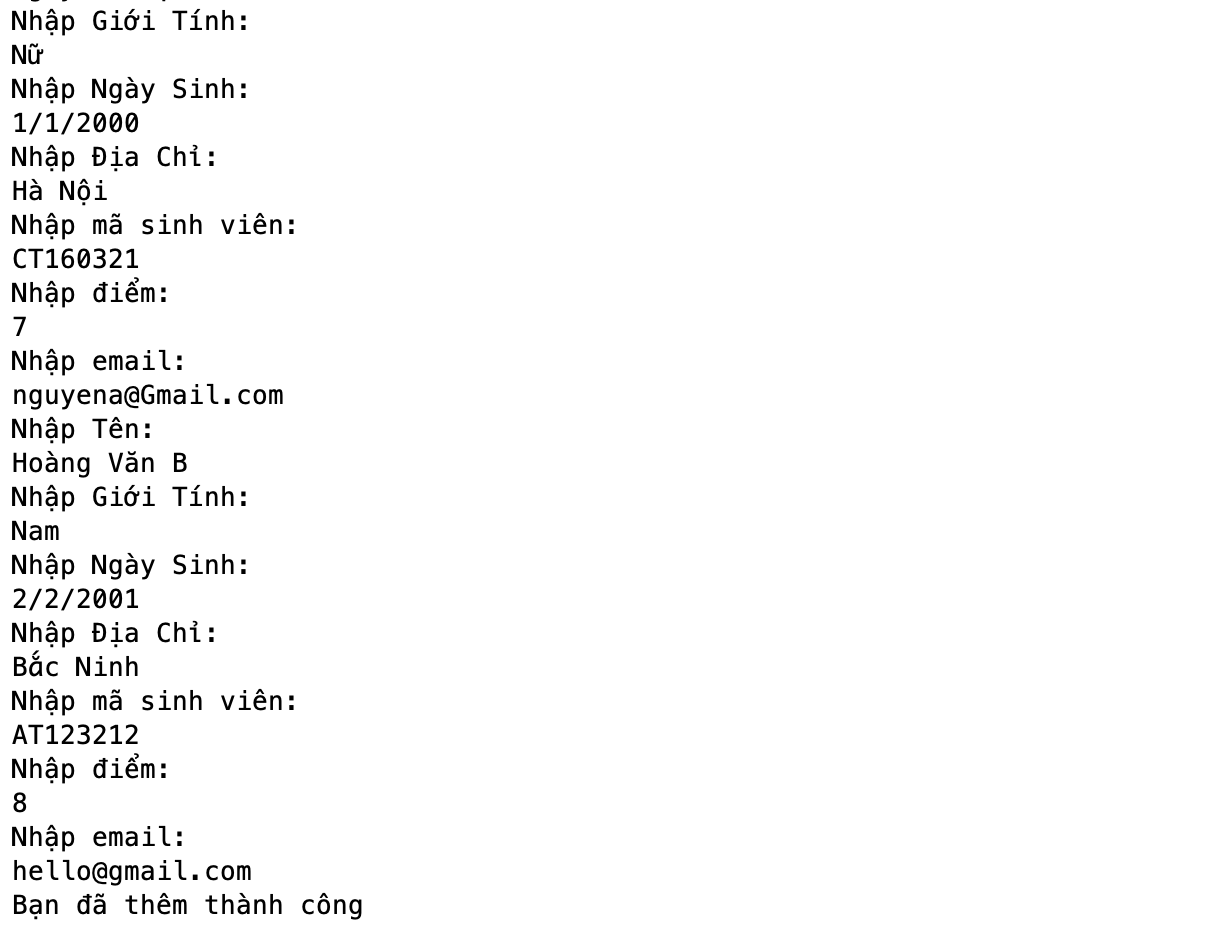 Nhập Giới Tính:
Nữ
Nhập Ngày Sinh:
1/1/2000
Nhập Địa Chỉ:
Hà Nội
Nhập mã sinh viên:
CT160321
Nhập điểm:
7
Nhập email:
nguyena@Gmail.com
Nhập Tên:
Hoàng Văn B
Nhập Giới Tính:
Nam
Nhập Ngày Sinh:
2/2/2001
Nhập Địa Chỉ:
Bắc Ninh
Nhập mã sinh viên:
AT123212
Nhập điểm:
8
Nhập email:
hello@gmail.com
Bạn đã thêm thành công